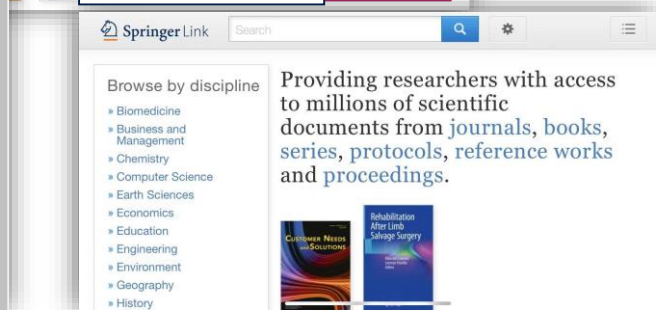 Springer Link
Search
Browse by discipline
» Biomedicine
» Business and
Management
» Chemistry
» Computer Science
» Earth Sciences
» Economics
» Education
» Engineering
» Environment
» Geography
» History
Providing researchers with access
to millions of scientific
documents from journals, books,
series, protocols, reference works
and proceedings.
CUSTOMER NEEDS
AND SOLUTIONS
Rehabilitation
After Limb
Salvage Surgery